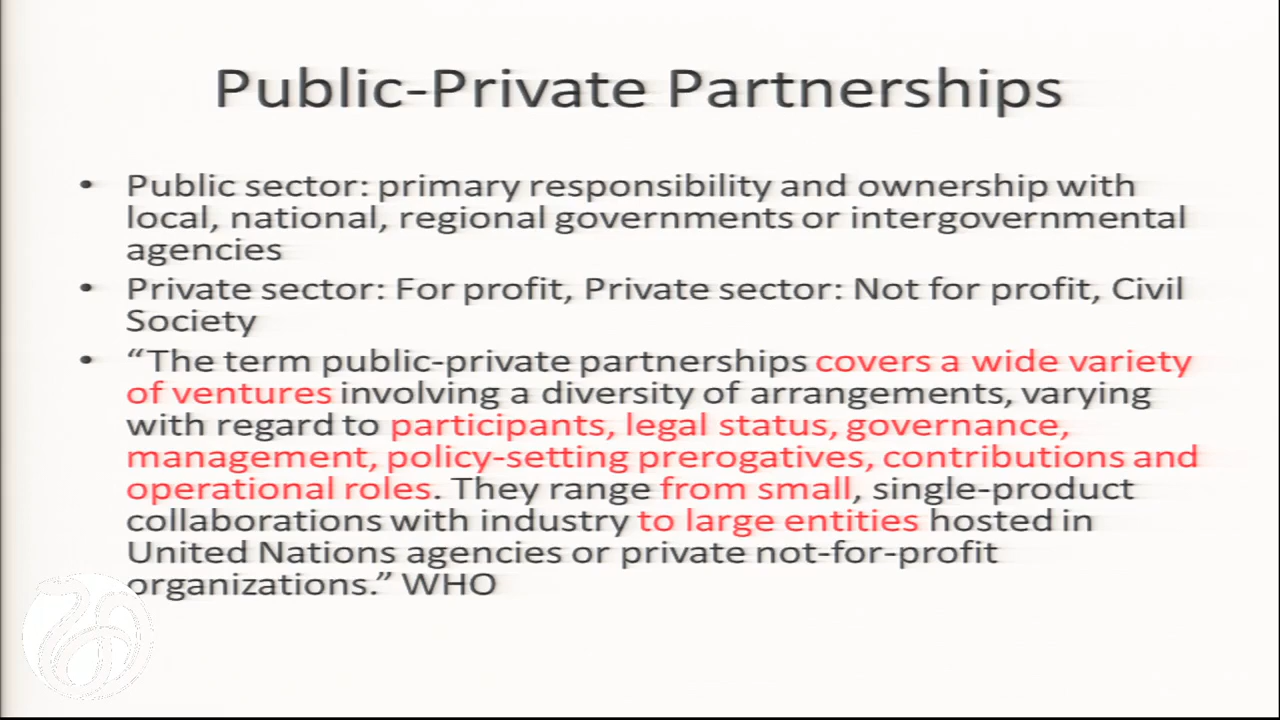 Public-Private Partnerships
• Public sector: primary responsibility and ownership with
local, national, regional governments or intergovernmental
agencies
• Private sector: For profit, Private sector: Not for profit, Civil
Society
• “The term public-private partnerships covers a wide variety
of ventures involving a diversity of arrangements, varying
with regard to participants, legal status, governance,
management, policy-setting prerogatives, contributions and
operational roles. They range from small, single-product
collaborations with industry to large entities hosted in
United Nations agencies or private not-for-profit
organizations.” WHO